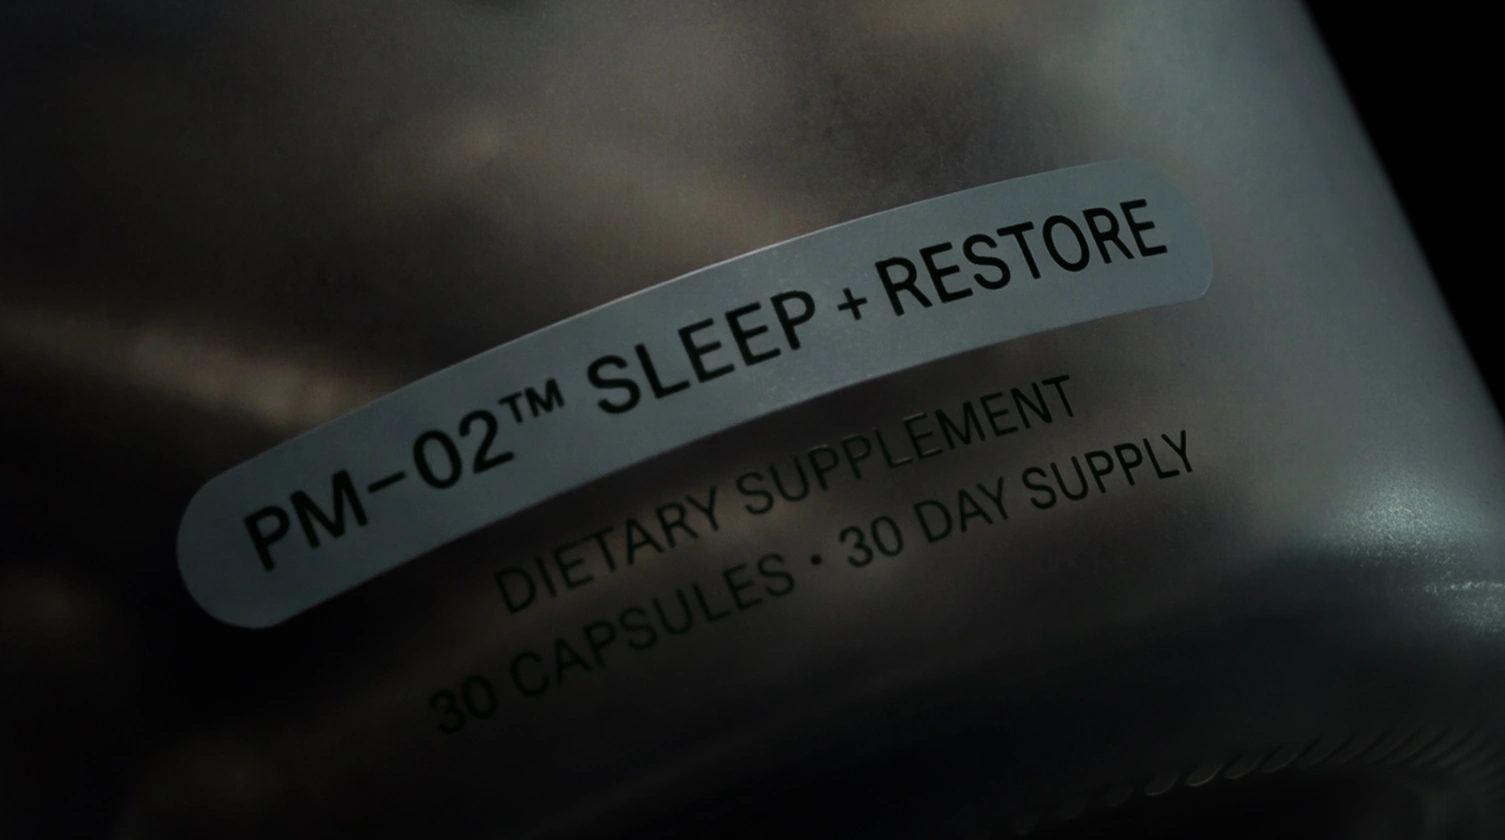 PM-02™ SLEEP + RESTORE
DIETARY SUPPLEMENT
30 CAPSULES • 30 DAY SUPPLY